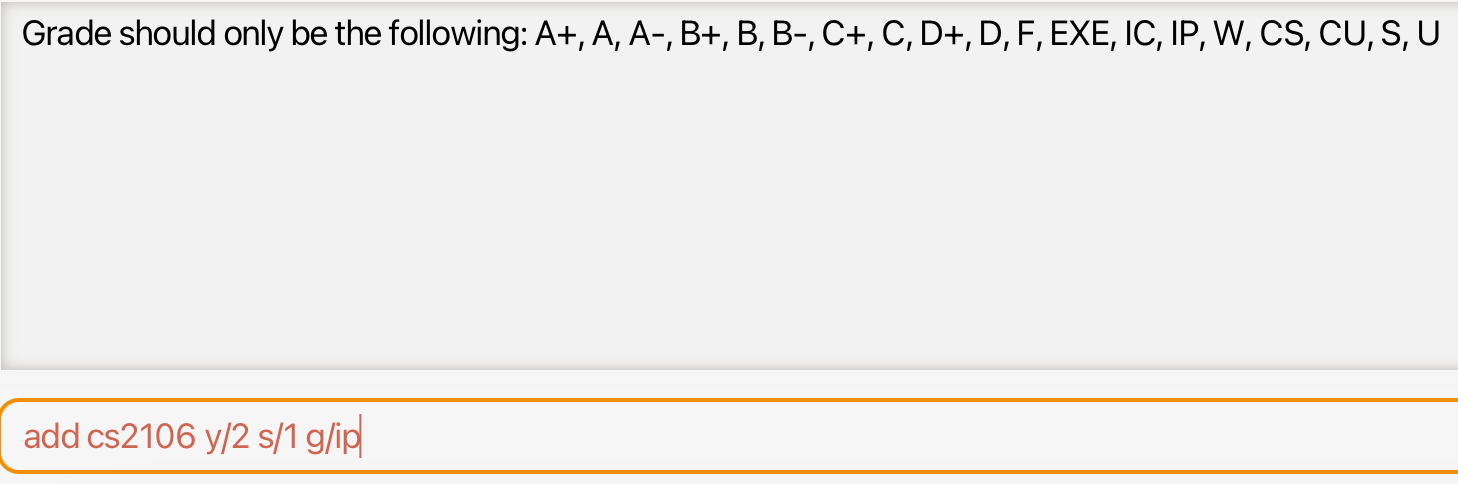 Grade should only be the following: A+, A, A-, B+, B, B-, C+, C, D+, D, F, EXE, IC, IP, W, CS, CU, S, U
add cs2106 y/2 s/1 g/ip